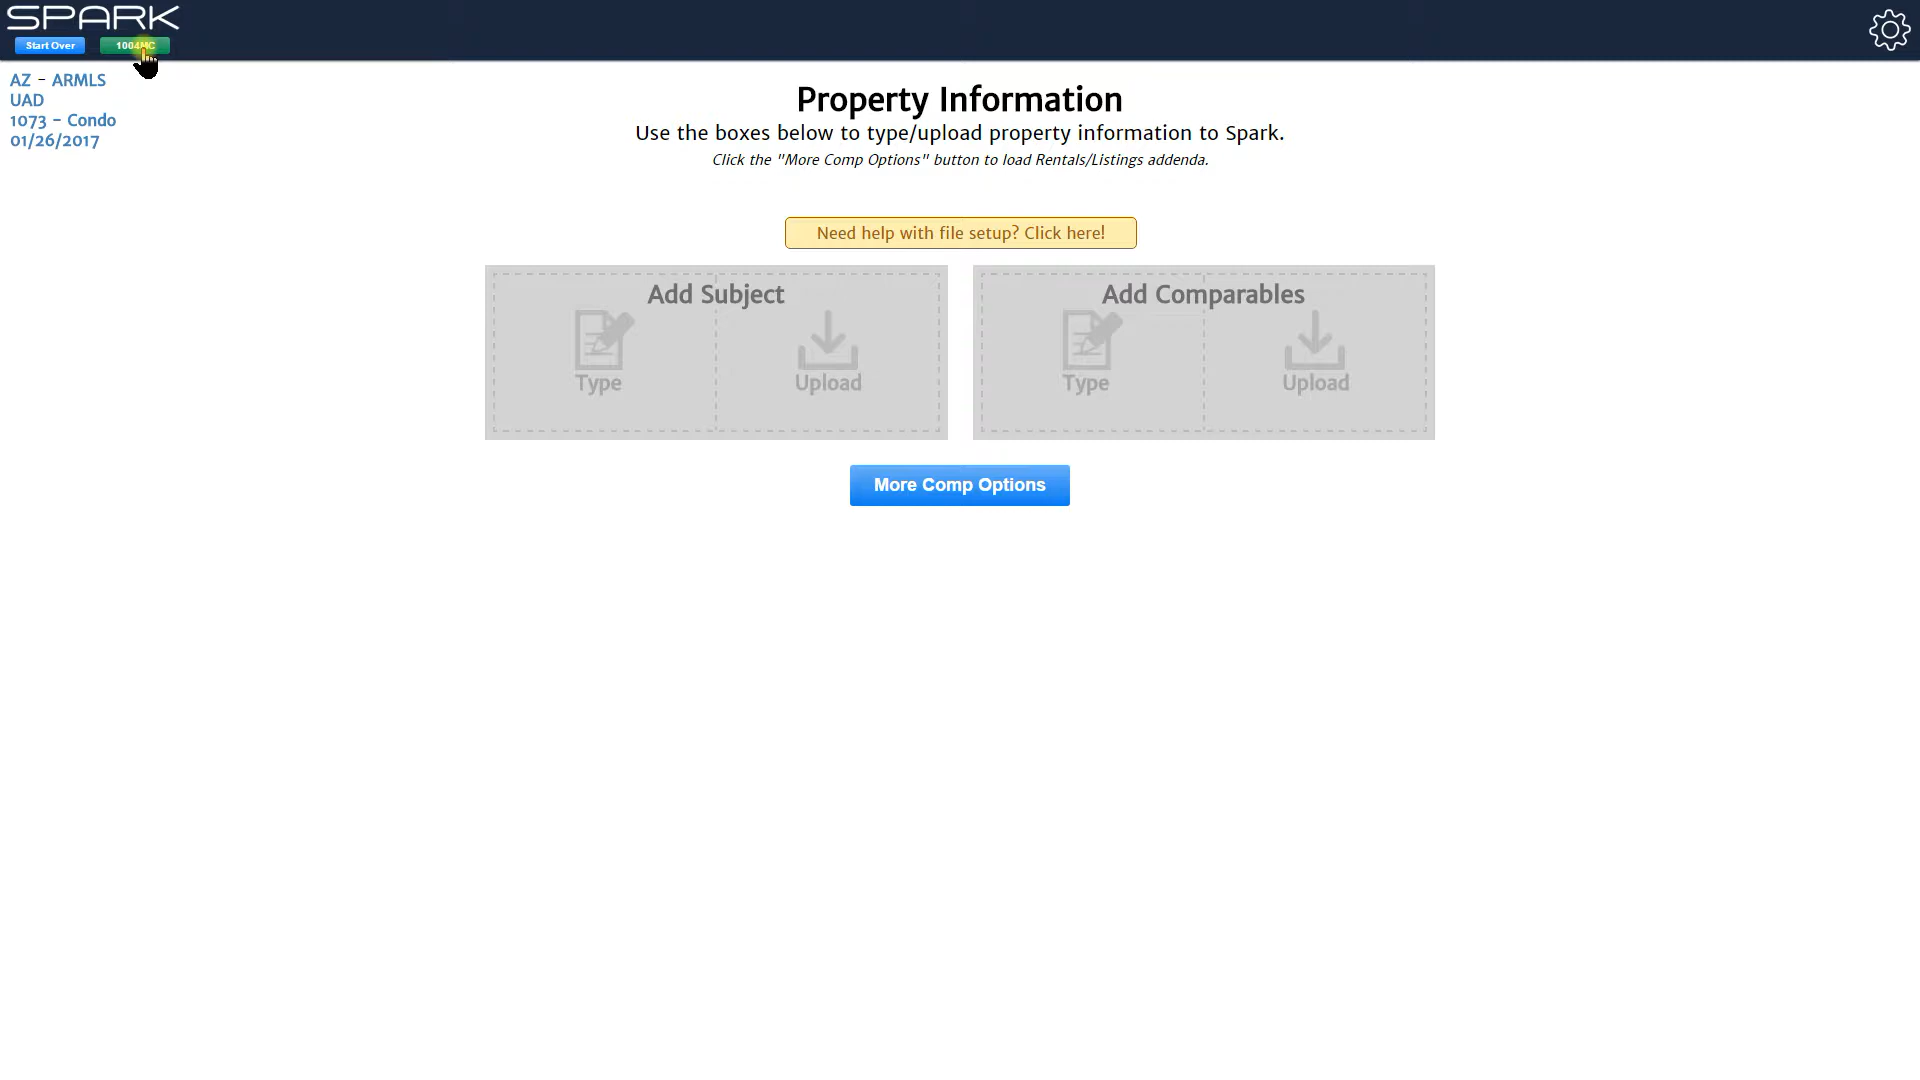 SPARK
Start Over
1004MC
AZ - ARMLS
UAD
1073 - Condo
01/26/2017
Property Information
Use the boxes below to type/upload property information to Spark.
Click the "More Comp Options" button to load Rentals/Listings addenda.
Need help with file setup? Click here!
Add Subject
Type
Upload
Add Comparables
Type
Upload
More Comp Options